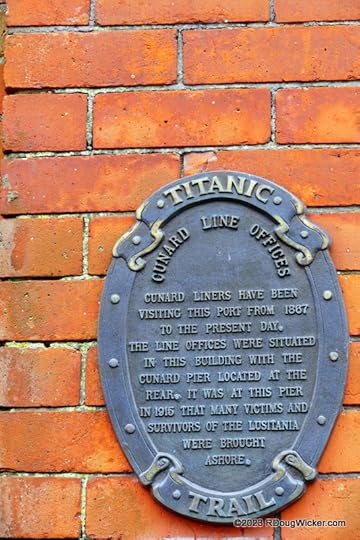 TITANIC
CUNARD LINE OFFICES
CUNARD LINERS HAVE BEEN
VISITING THIS PORT FROM 1867
TO THE PRESENT DAY.
THE LINE OFFICES WERE SITUATED
IN THIS BUILDING WITH THE
CUNARD PIER LOCATED AT THE
REAR. IT WAS AT THIS PIER
IN 1915 THAT MANY VICTIMS AND
SURVIVORS OF THE LUSITANIA
WERE BROUGHT
ASHORE.
TRAIL
©2023 RDougWicker.com